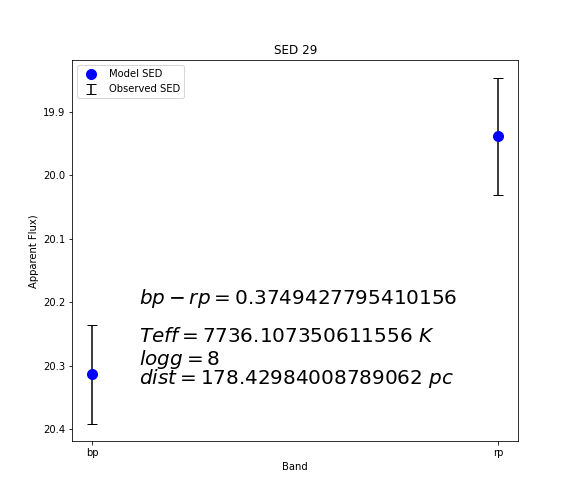 SED 29
Model SED
Observed SED
19.9
20.0
20.1
20.2
20.3
20.4
Apparent Flux)
bp − rp = 0.3749427795410156
Teff = 7736.107350611556 K
logg = 8
dist = 178.42984008789062 pc
bp
rp
Band